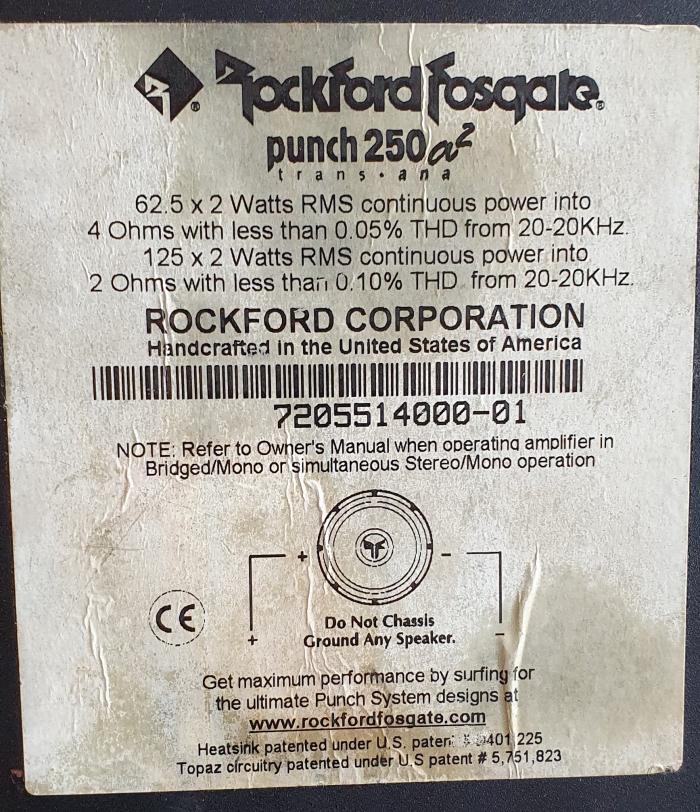 Rockford Fosgate®
punch 250a²
trans•ana
62.5 x 2 Watts RMS continuous power into
4 Ohms with less than 0.05% THD from 20-20KHz.
125 x 2 Watts RMS continuous power into
2 Ohms with less than 0.10% THD from 20-20KHz.
ROCKFORD CORPORATION
Handcrafted in the United States of America
7205514000-01
NOTE: Refer to Owner's Manual when operating amplifier in
Bridged/Mono or simultaneous Stereo/Mono operation
+ -
CE
+ -
Do Not Chassis
Ground Any Speaker.
Get maximum performance by surfing for
the ultimate Punch System designs at
www.rockfordfosgate.com
Heatsink patented under U.S. patent 225
Topaz circuitry patented under U.S patent # 5,751,823